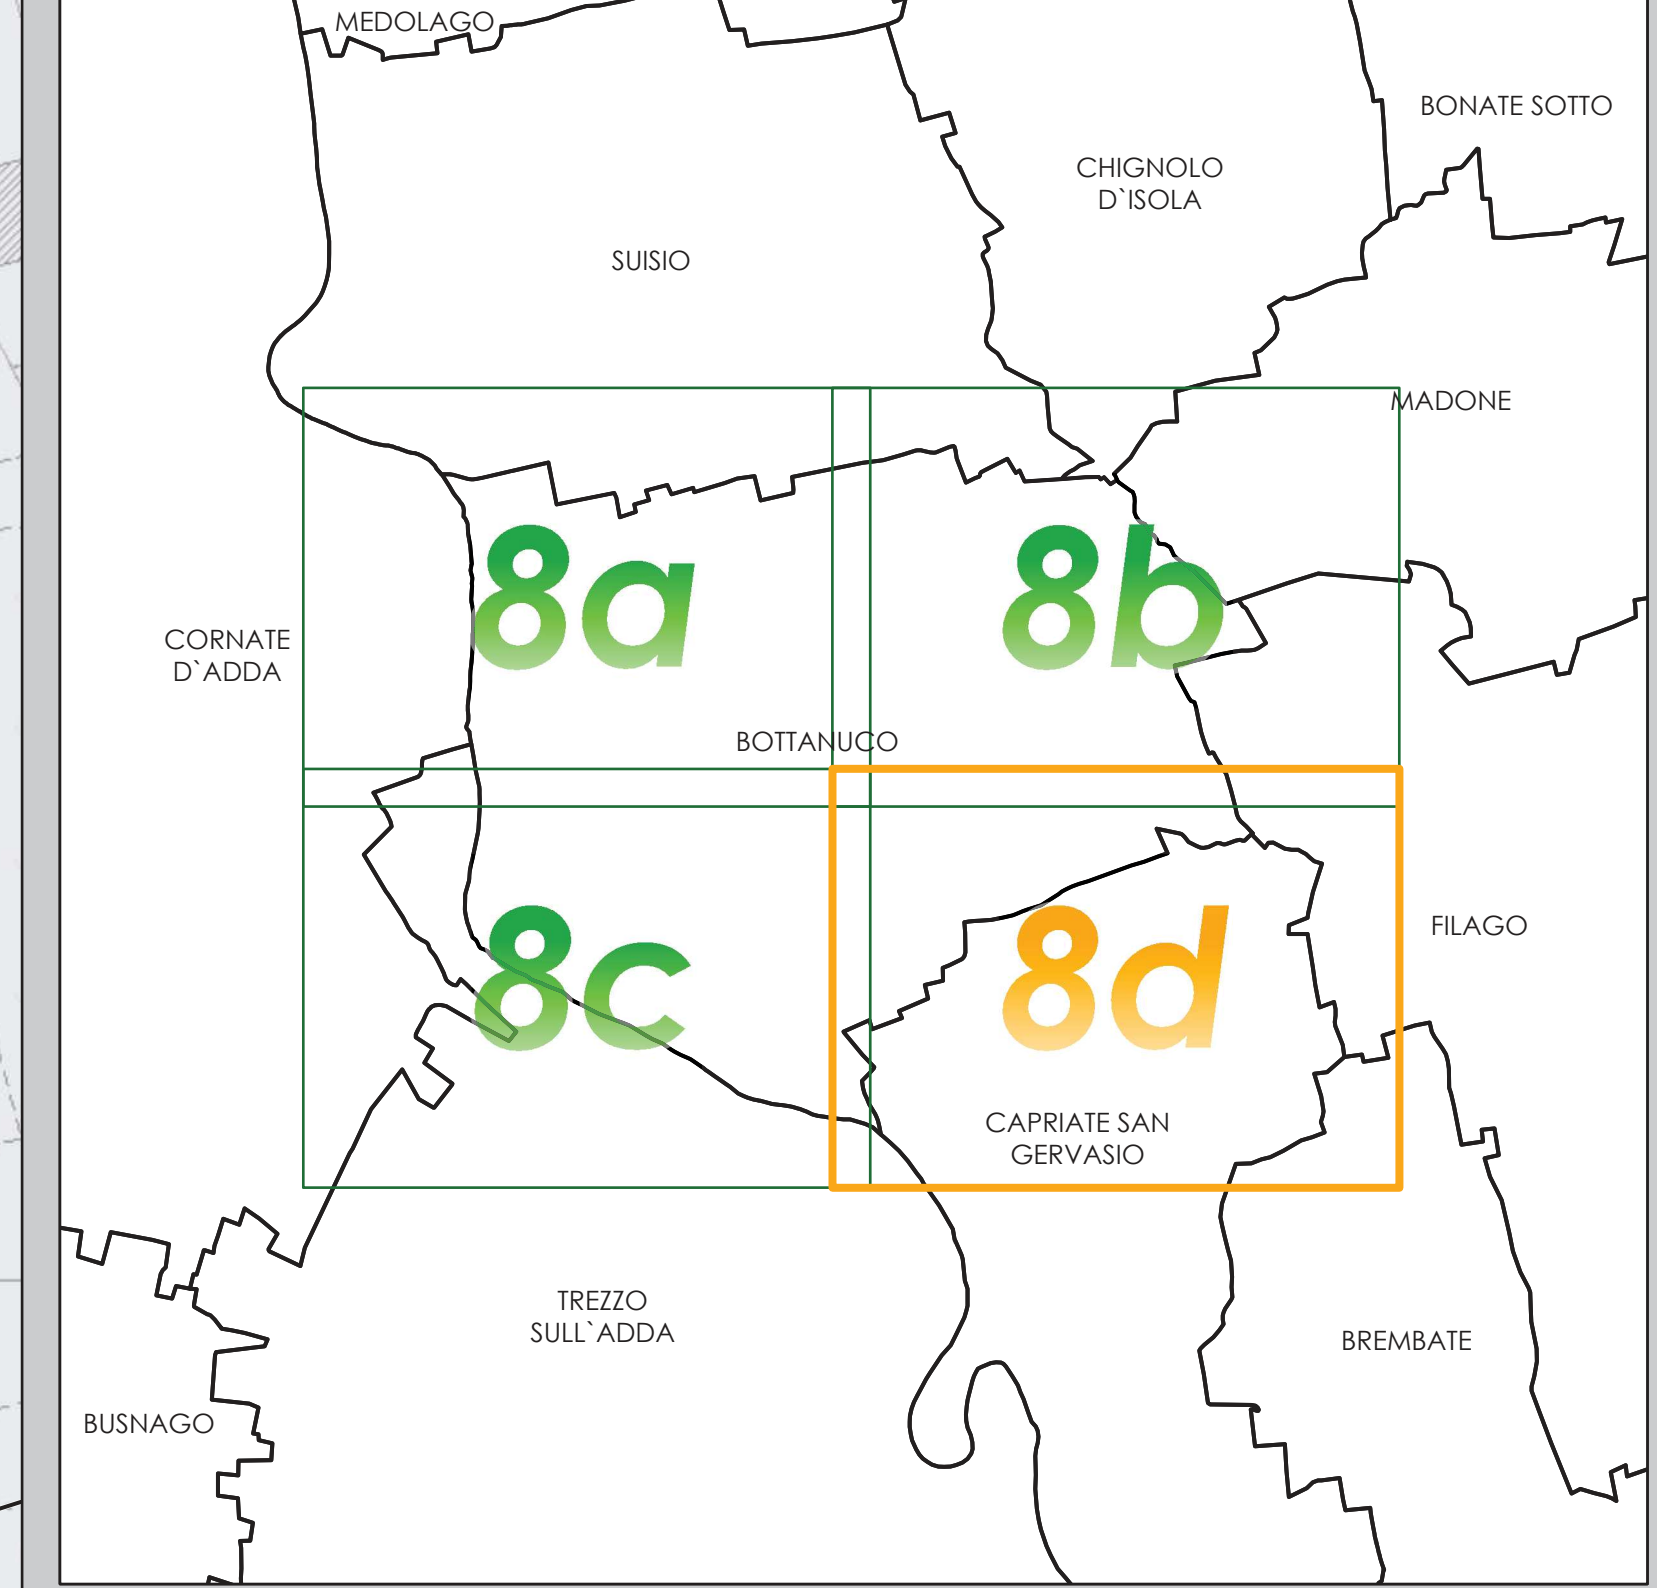 MEDOLAGO
BONATE SOTTO
CHIGNOLO
D`ISOLA
SUISIO
MADONE
8a
8b
CORNATE
D`ADDA
BOTTANUCO
8c
8d
FILAGO
CAPRIATE SAN
GERVASIO
TREZZO
SULL`ADDA
BREMBATE
BUSNAGO